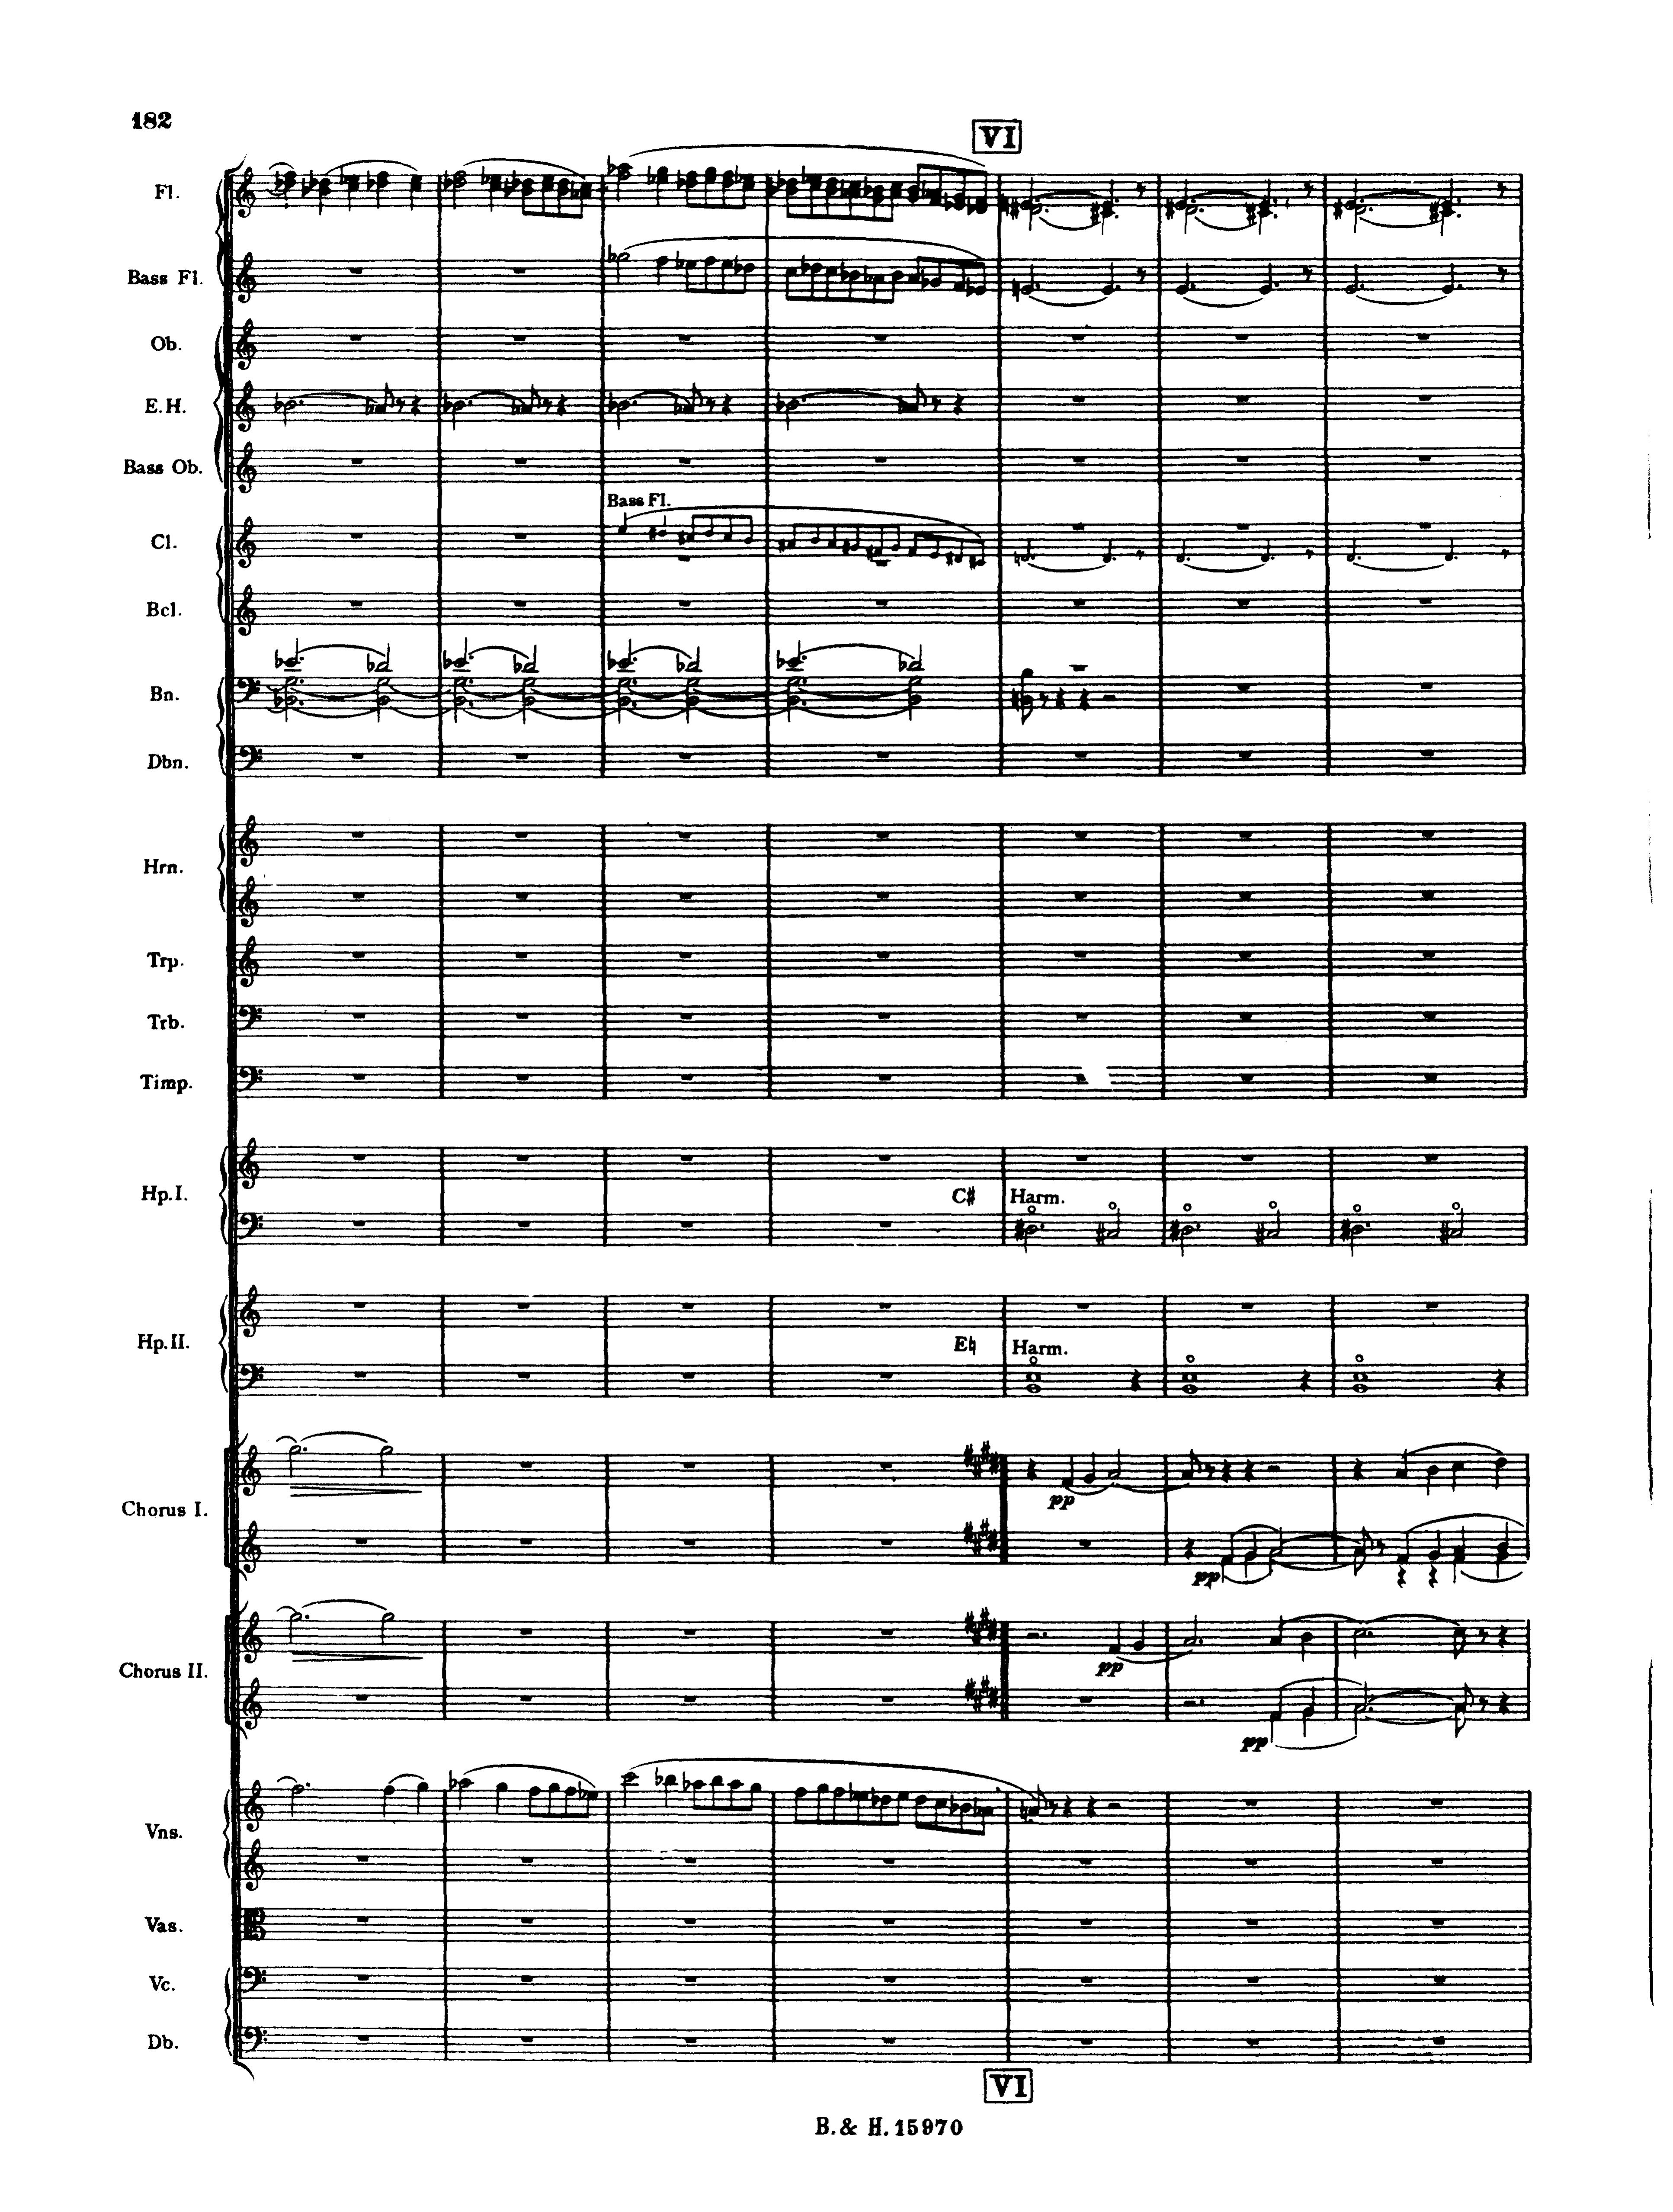 182
VI
Fl.
Bass Fl.
Ob.
E. H.
Bass Ob.
Bass Fl.
Cl.
Bcl.
Bn.
Dbn.
Hrn.
Trp.
Trb.
Timp.
Hp. I.
C♯ Harm.
Hp. II.
E♮ Harm.
Chorus I.
pp
pp
Chorus II.
pp
pp
Vns.
Vas.
Vc.
Db.
VI
B. & H. 15970